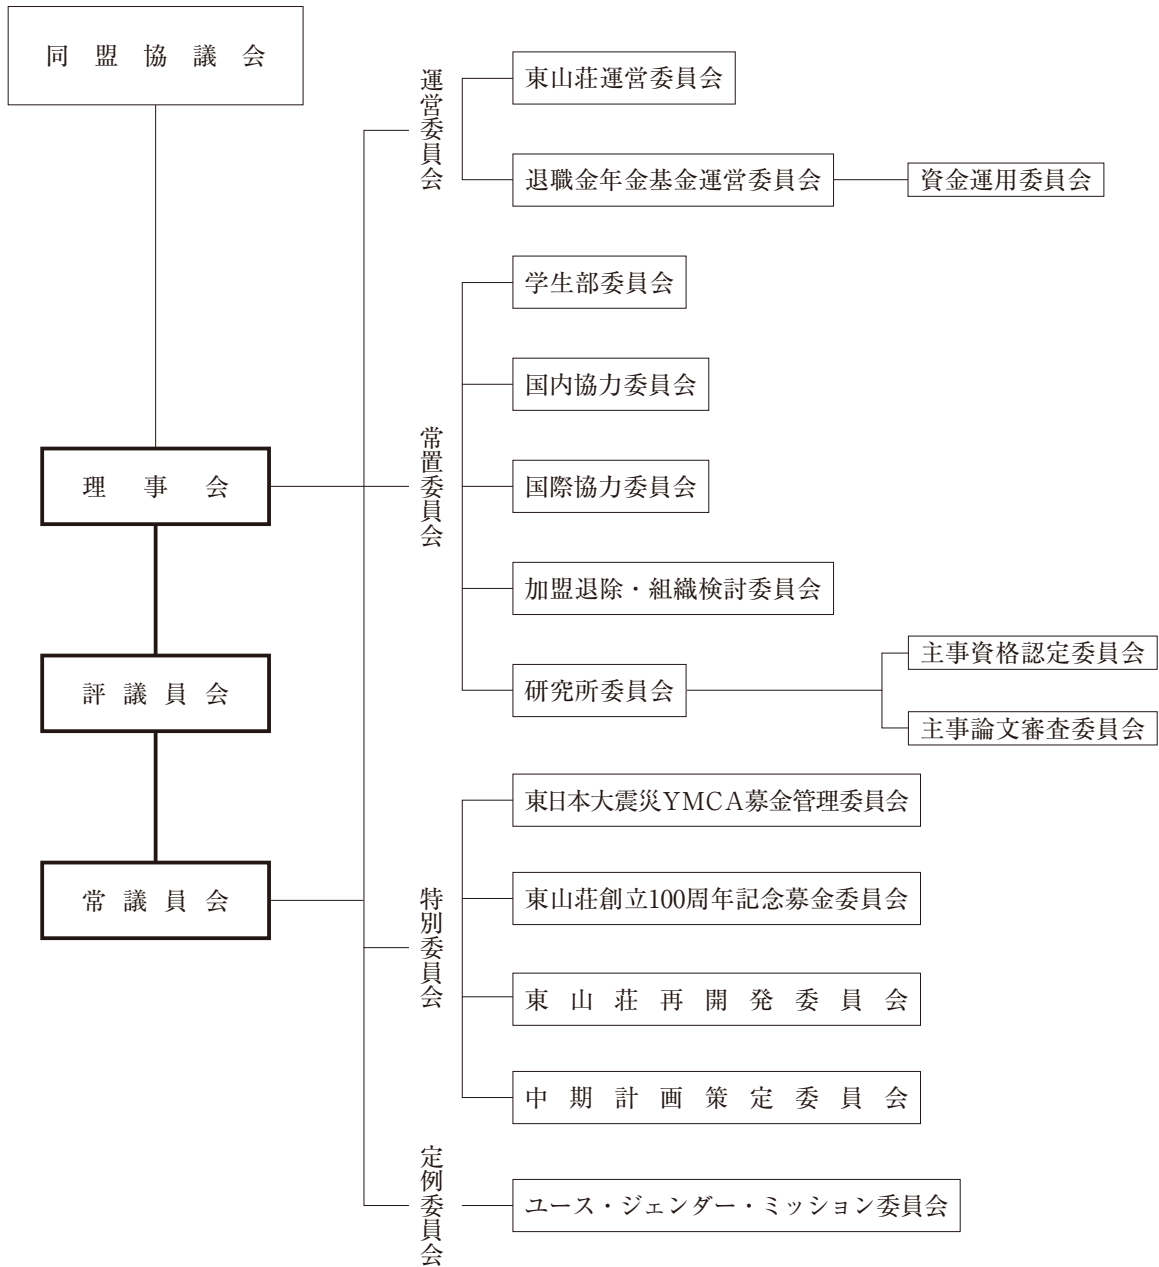 同盟協議会
理事会
評議員会
常議員会
運営委員会
東山荘運営委員会
退職金年金基金運営委員会
資金運用委員会
常置委員会
学生部委員会
国内協力委員会
国際協力委員会
加盟退除・組織検討委員会
研究所委員会
主事資格認定委員会
主事論文審査委員会
特別委員会
東日本大震災YMCA募金管理委員会
東山荘創立100周年記念募金委員会
東山荘再開発委員会
中期計画策定委員会
定例委員会
ユース・ジェンダー・ミッション委員会